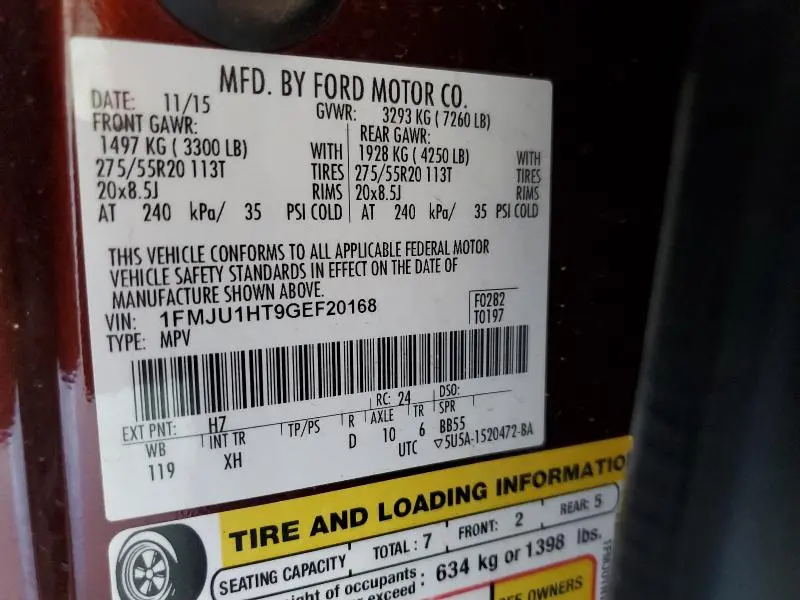 MFD. BY FORD MOTOR CO.
DATE: 11/15 GVWR: 3293 KG ( 7260 LB)
FRONT GAWR: REAR GAWR:
1497 KG ( 3300 LB) WITH 1928 KG ( 4250 LB) WITH
275/55R20 113T TIRES 275/55R20 113T TIRES
20x8.5J RIMS 20x8.5J RIMS
AT 240 kPa/ 35 PSI COLD AT 240 kPa/ 35 PSI COLD
THIS VEHICLE CONFORMS TO ALL APPLICABLE FEDERAL MOTOR
VEHICLE SAFETY STANDARDS IN EFFECT ON THE DATE OF
MANUFACTURE SHOWN ABOVE.
VIN: 1FMJU1HT9GEF20168 F0282
TYPE: MPV T0197
EXT PNT: H7 RC: 24 DSO:
WB INT TR TP/PS R AXLE TR SPR
119 XH D 10 6 BB55
UTC ▽5U5A-1520472-BA
TIRE AND LOADING INFORMATIO
SEATING CAPACITY TOTAL : 7 FRONT: 2 REAR: 5
ght of occupants : 634 kg or 1398 lbs.
exceed :
OWNERS